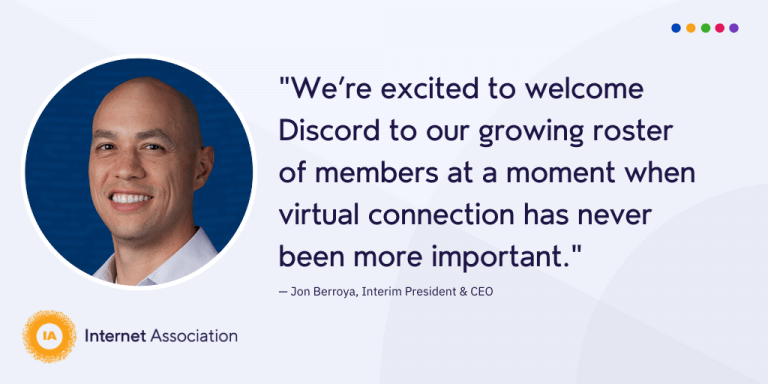 "We’re excited to welcome
Discord to our growing roster
of members at a moment when
virtual connection has never
been more important."
— Jon Berroya, Interim President & CEO
IA
Internet Association